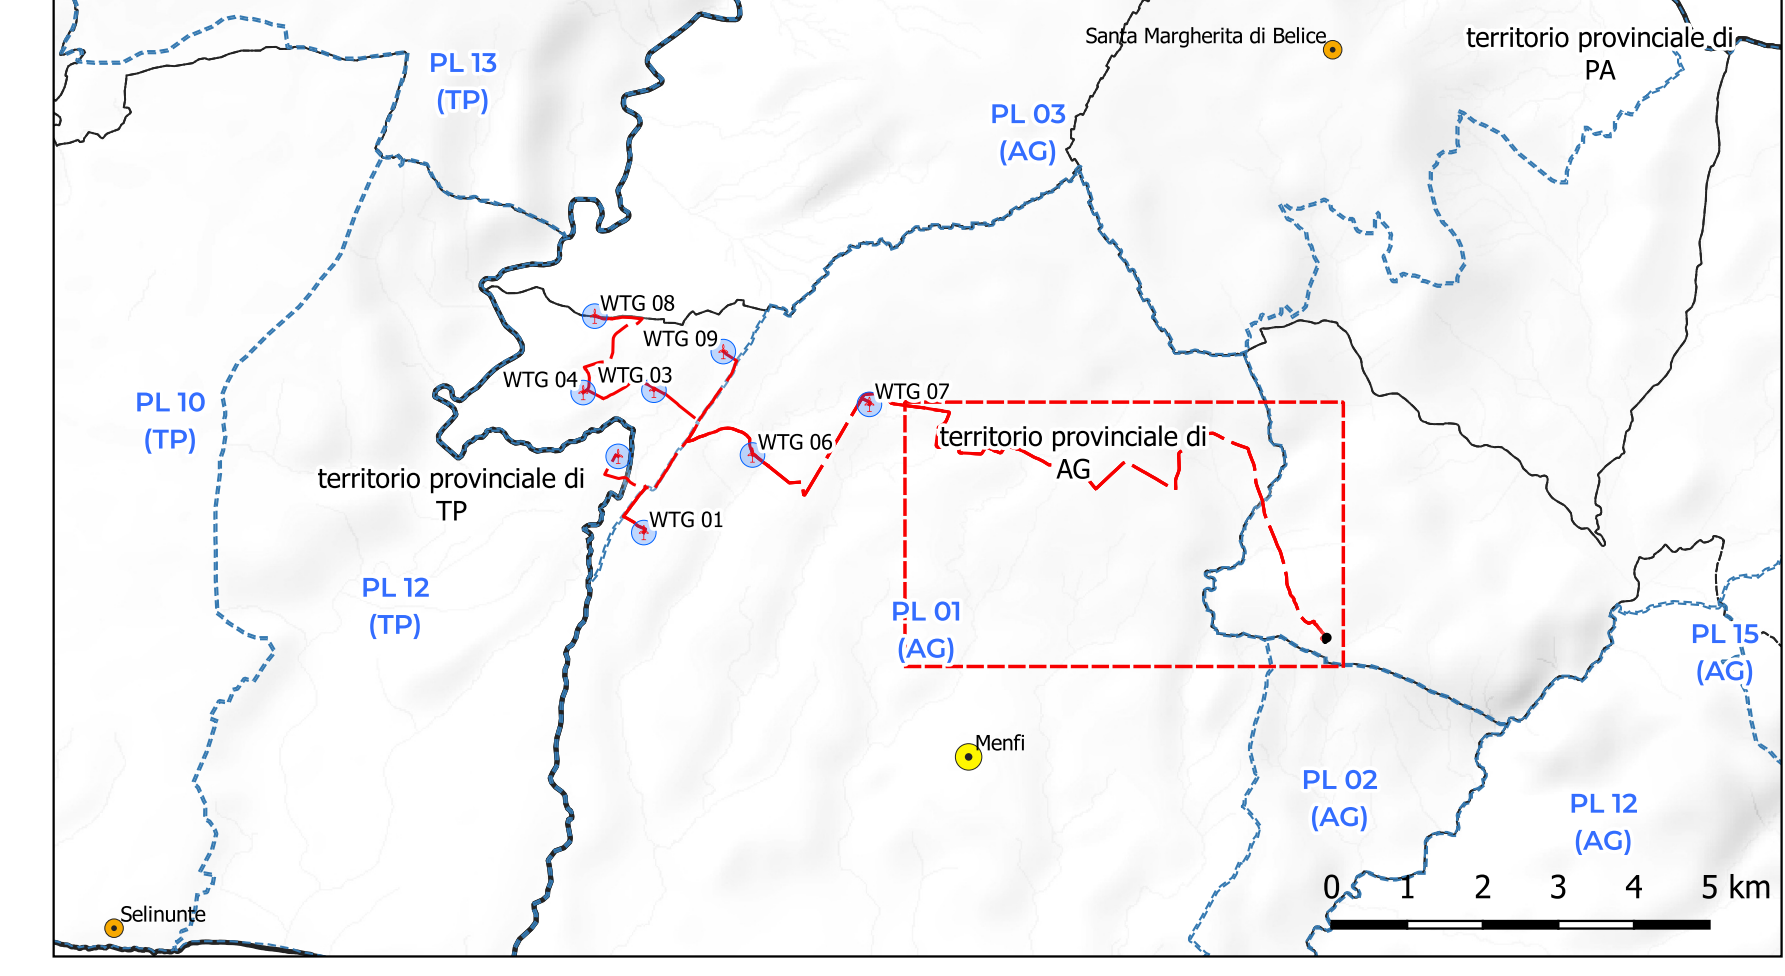 Santa Margherita di Belice
territorio provinciale di
PA
PL 13
(TP)
PL 03
(AG)
WTG 08
WTG 09
WTG 04
WTG 03
WTG 07
PL 10
(TP)
WTG 06
territorio provinciale di
AG
territorio provinciale di
TP
WTG 01
PL 12
(TP)
PL 01
(AG)
PL 15
(AG)
Menfi
PL 02
(AG)
PL 12
(AG)
0 1 2 3 4 5 km
Selinunte